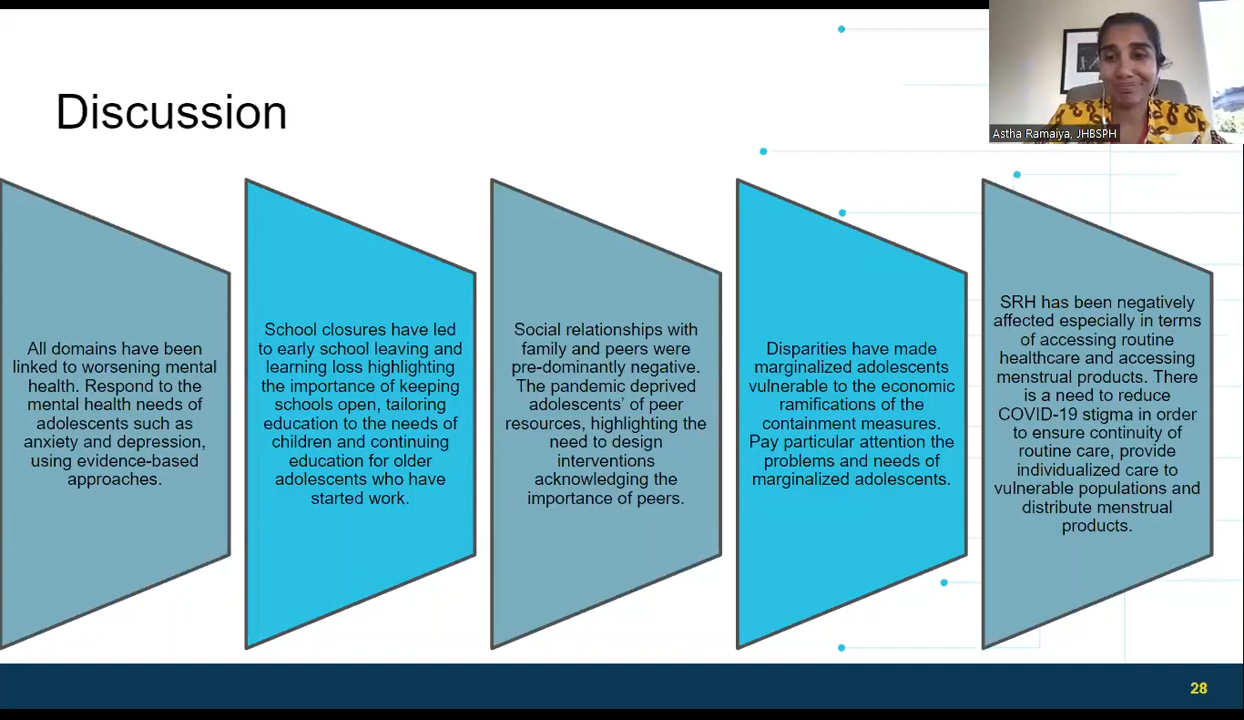 Discussion
Astha Ramaiya, JHBSPH
All domains have been
linked to worsening mental
health. Respond to the
mental health needs of
adolescents such as
anxiety and depression,
using evidence-based
approaches.
School closures have led
to early school leaving and
learning loss highlighting
the importance of keeping
schools open, tailoring
education to the needs of
children and continuing
education for older
adolescents who have
started work.
Social relationships with
family and peers were
pre-dominantly negative.
The pandemic deprived
adolescents’ of peer
resources, highlighting the
need to design
interventions
acknowledging the
importance of peers.
Disparities have made
marginalized adolescents
vulnerable to the economic
ramifications of the
containment measures.
Pay particular attention the
problems and needs of
marginalized adolescents.
SRH has been negatively
affected especially in terms
of accessing routine
healthcare and accessing
menstrual products. There
is a need to reduce
COVID-19 stigma in order
to ensure continuity of
routine care, provide
individualized care to
vulnerable populations and
distribute menstrual
products.
28